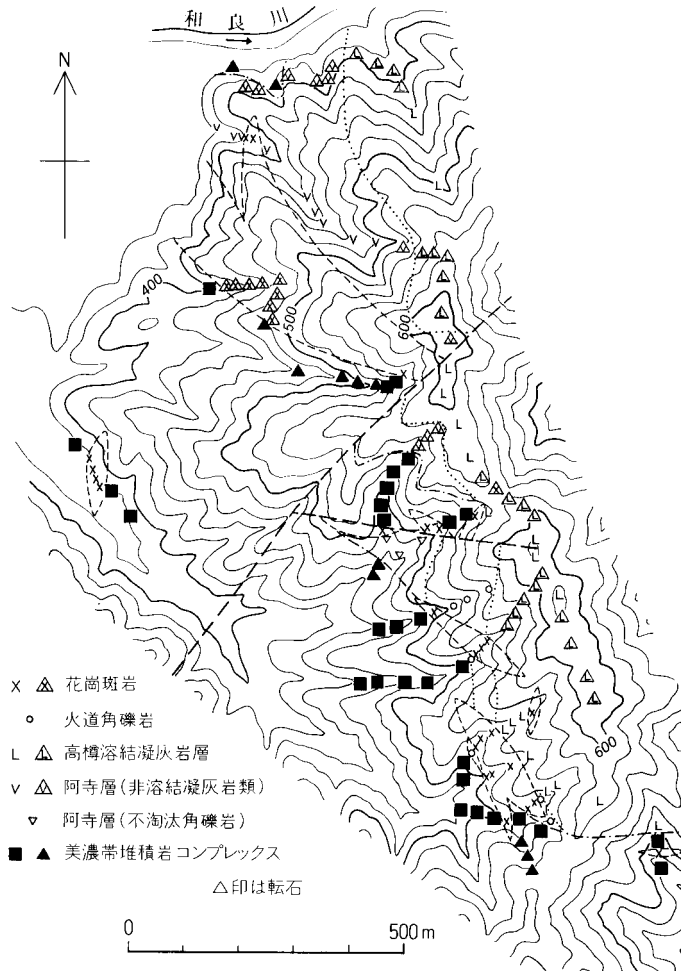 和良川
N
400
500
600
600
x 花崗斑岩
火道角礫岩
L 高樽溶結凝灰岩層
v 阿寺層(非溶結凝灰岩類)
阿寺層(不淘汰角礫岩)
美濃帯堆積岩コンプレックス
△印は転石
0 500m